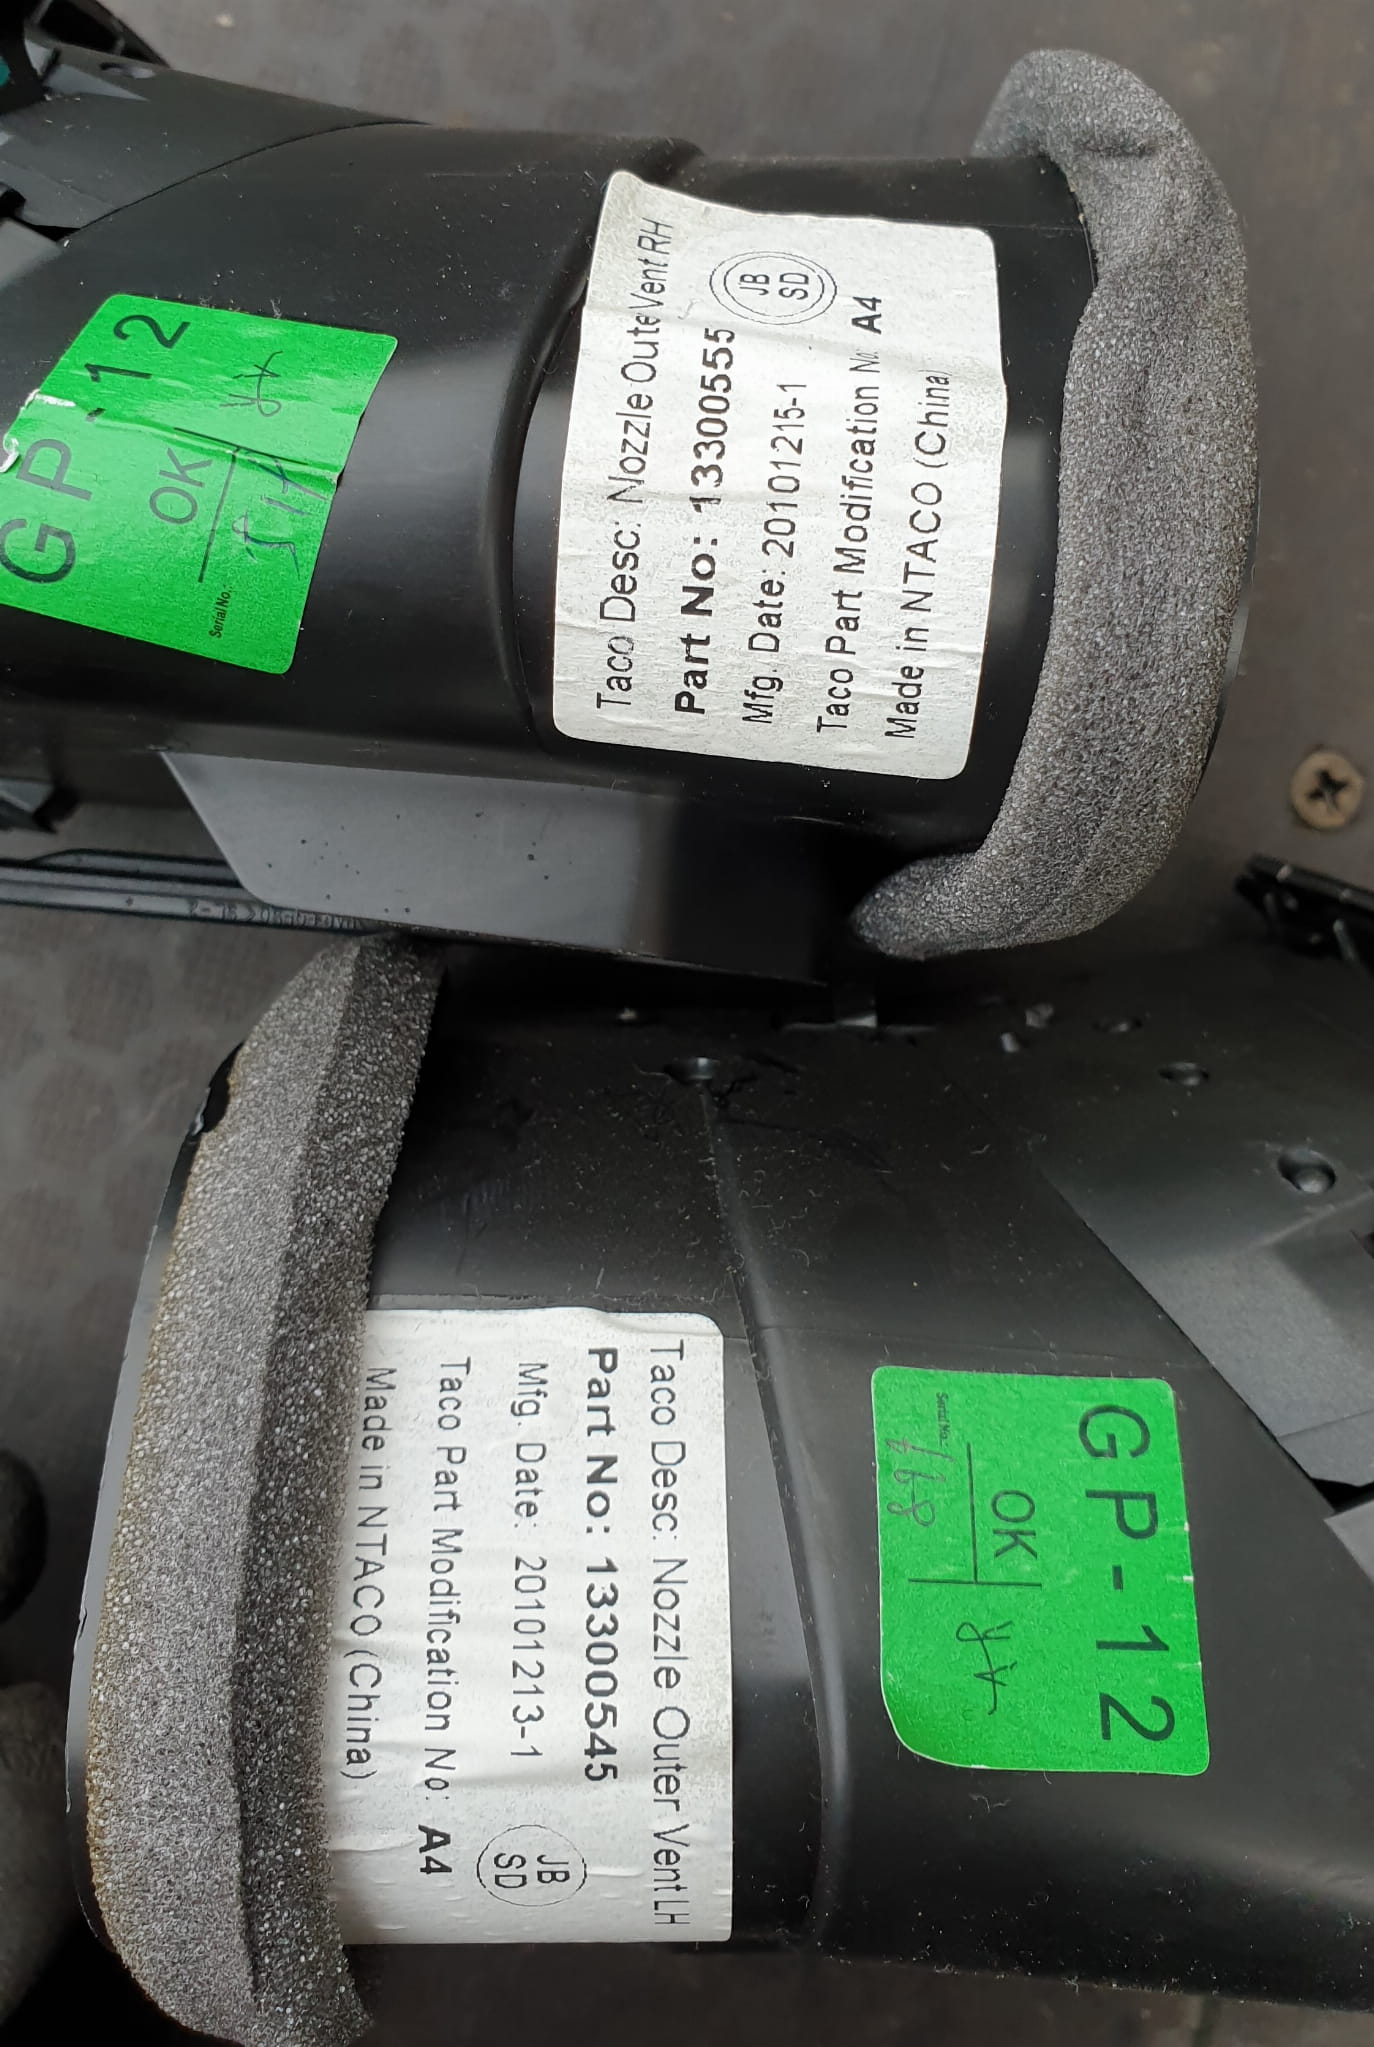 Taco Desc: Nozzle Oute Vent RH
Part No: 13300555
Mfg. Date: 20101215-1
JB
SD
Taco Part Modification No: A4
Made in NTACO (China)
GP-12
OK
Serial No.:
Taco Desc: Nozzle Outer Vent LH
Part No: 13300545
Mfg. Date: 20101213-1
JB
SD
Taco Part Modification No: A4
Made in NTACO (China)
GP-12
OK
Serial No.: